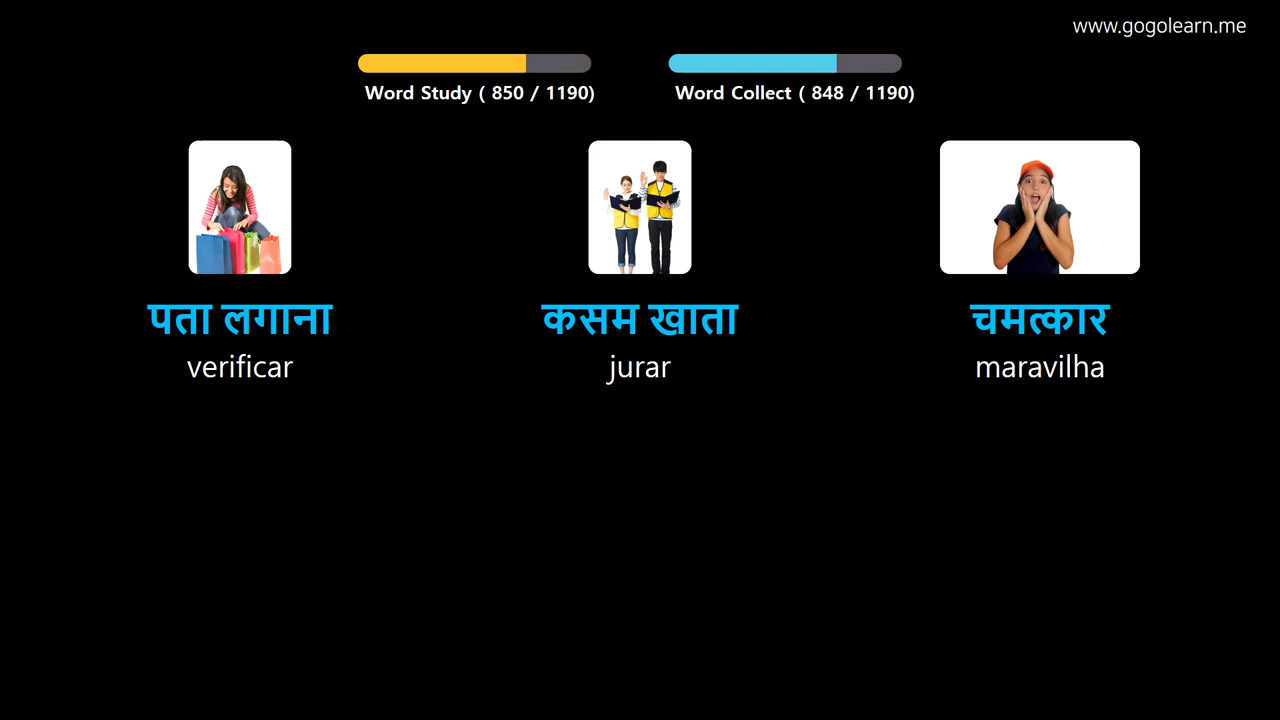 www.gogolearn.me
Word Study ( 850 / 1190)
Word Collect ( 848 / 1190)
पता लगाना
verificar
कसम खाता
jurar
चमत्कार
maravilha